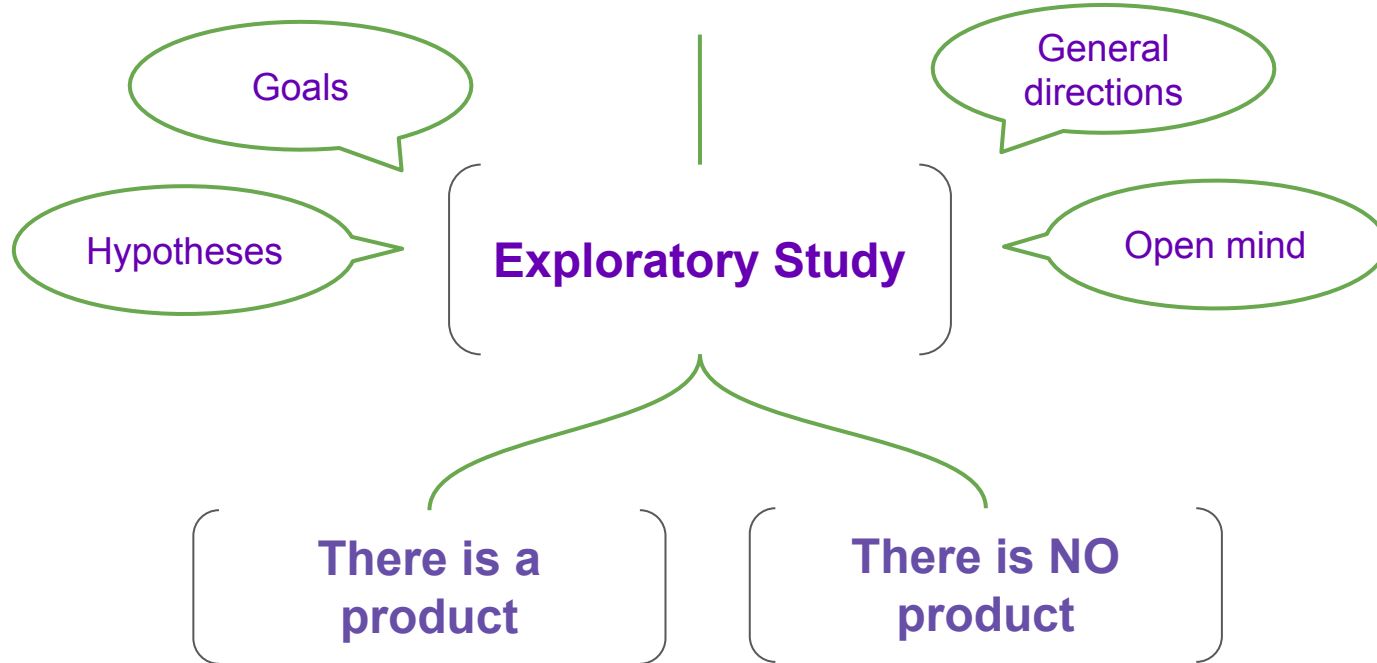 Goals
General
directions
Hypotheses
Exploratory Study
Open mind
There is a
product
There is NO
product